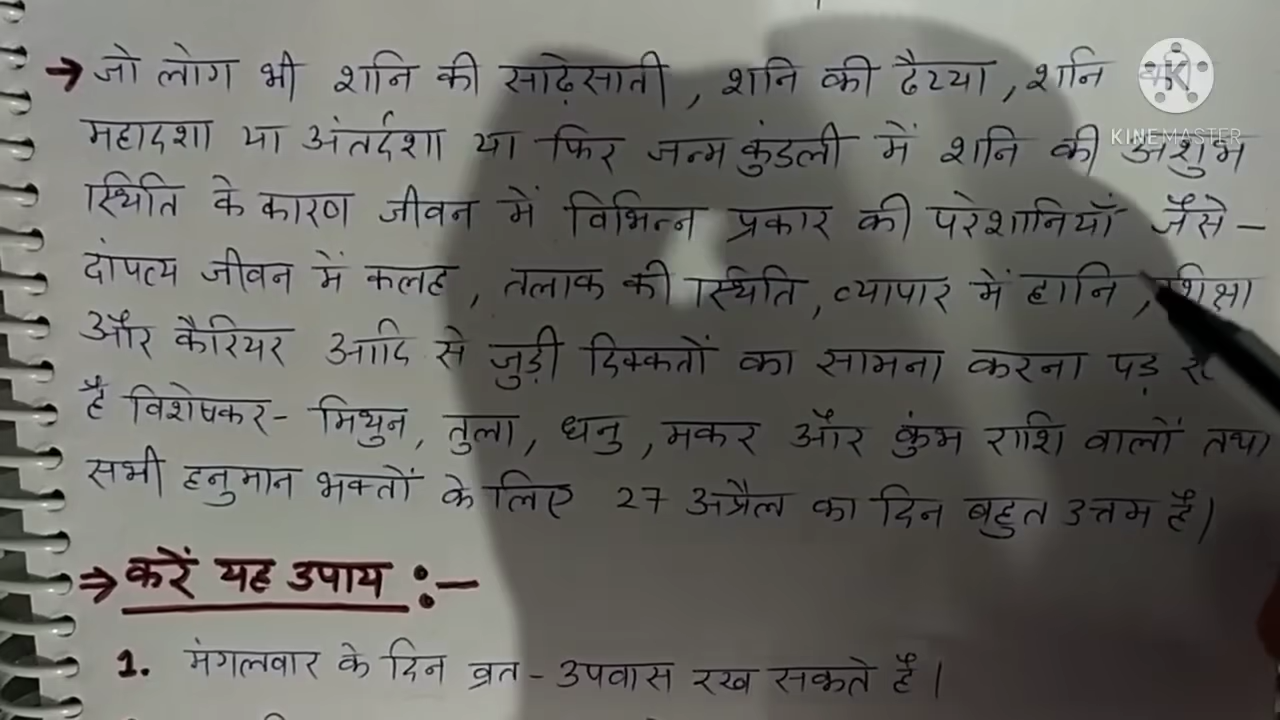 → जो लोग भी शनि की साढ़ेसाती, शनि की ढैय्या, शनि
महादशा या अंतर्दशा या फिर जन्म कुंडली में शनि की अशुभ
स्थिति के कारण जीवन में विभिन्न प्रकार की परेशानियाँ जैसे -
दांपत्य जीवन में कलह, तलाक की स्थिति, व्यापार में हानि, शिक्षा
और कैरियर आदि से जुड़ी दिक्कतों का सामना करना पड़
है विशेषकर - मिथुन, तुला, धनु, मकर और कुंभ राशि वालों तथा
सभी हनुमान भक्तों के लिए 27 अप्रैल का दिन बहुत उत्तम है।
⇒ करें यह उपाय :-
1. मंगलवार के दिन व्रत - उपवास रख सकते हैं।
K
KINEMASTER